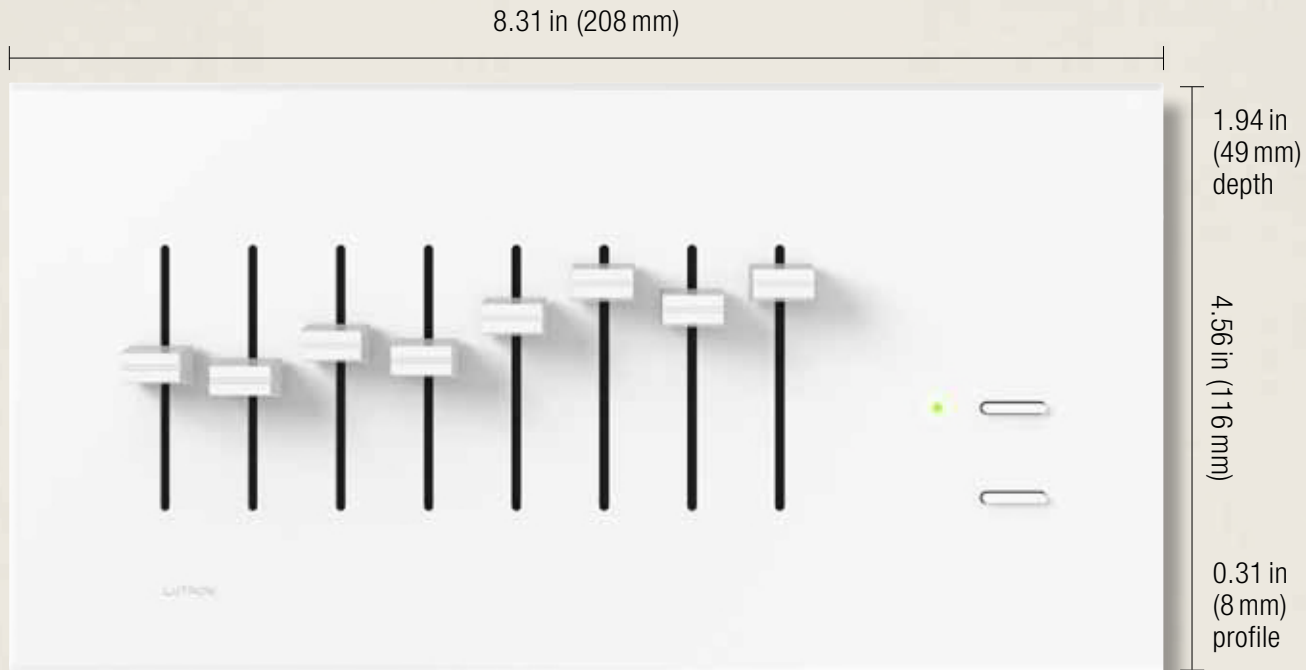 8.31 in (208 mm)
1.94 in
(49 mm)
depth
4.56 in (116 mm)
0.31 in
(8 mm)
profile
LUTRON